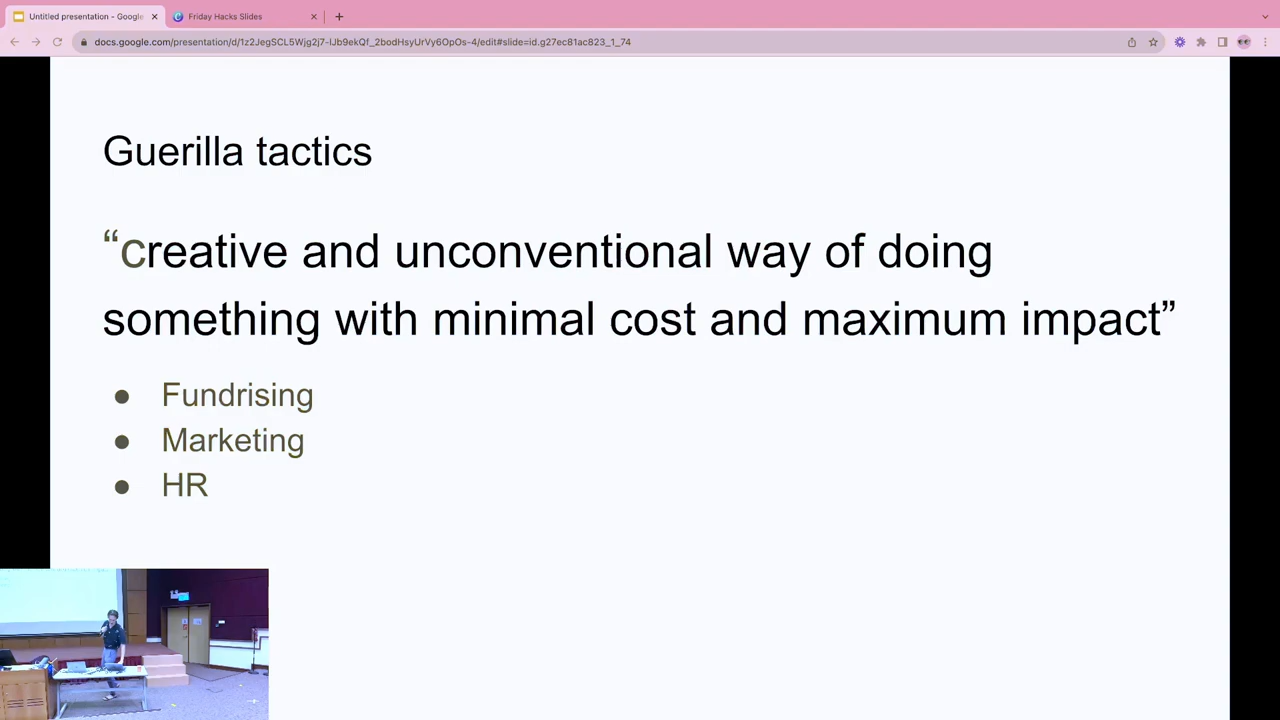 Untitled presentation - Google
Friday Hacks Slides
docs.google.com/presentation/d/1z2JegSCL5Wjg2j7-IJb9ekQf_2bodHsyUrVy6OpOs-4/edit#slide=id.g27ec81ac823_1_74
Guerilla tactics
“creative and unconventional way of doing
something with minimal cost and maximum impact”
● Fundrising
● Marketing
● HR